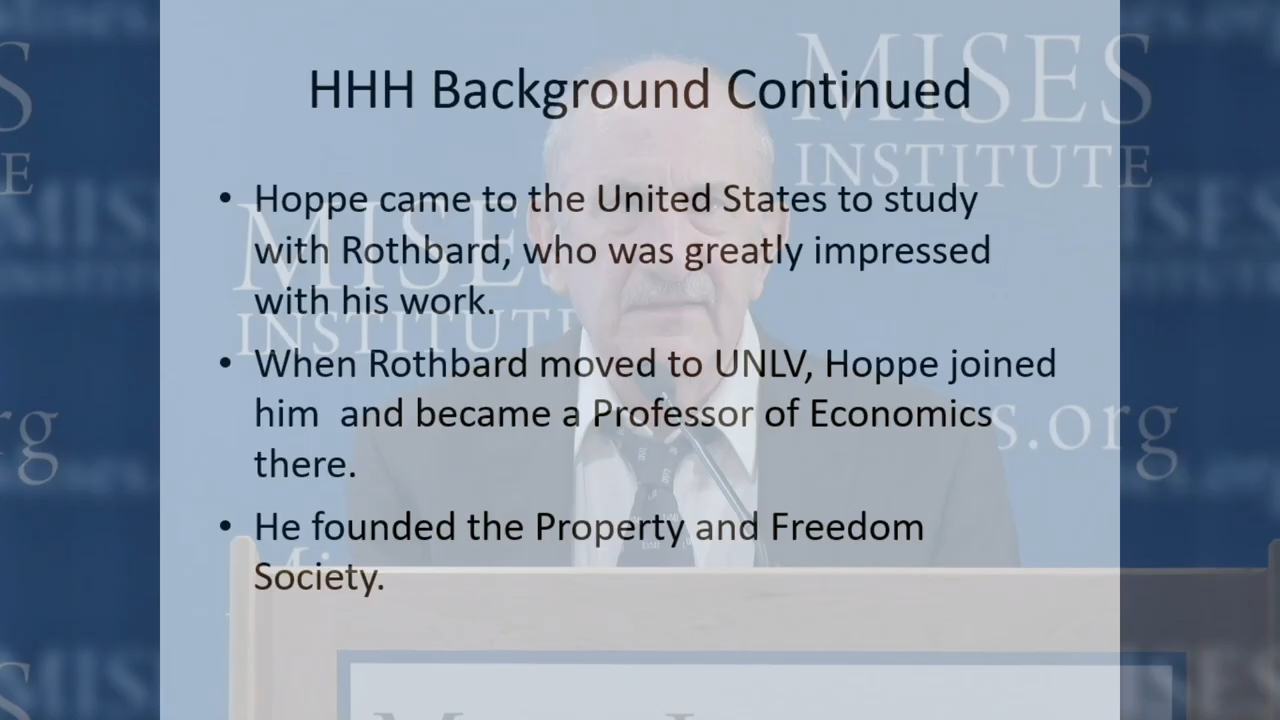 HHH Background Continued
MISES
INSTITUTE
• Hoppe came to the United States to study
with Rothbard, who was greatly impressed
with his work.
MISES
INSTITUTE
• When Rothbard moved to UNLV, Hoppe joined
him  and became a Professor of Economics
there.
s.org
• He founded the Property and Freedom
Society.